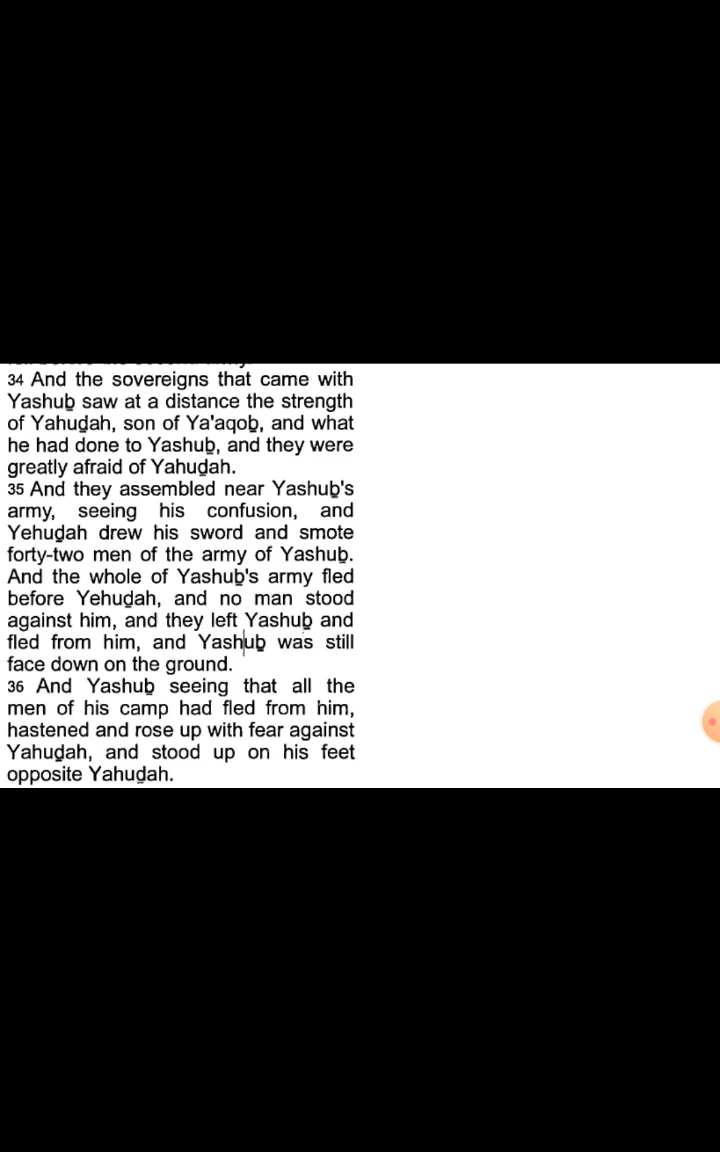 34 And the sovereigns that came with
Yashuḇ saw at a distance the strength
of Yahuḏah, son of Ya'aqoḇ, and what
he had done to Yashuḇ, and they were
greatly afraid of Yahuḏah.
35 And they assembled near Yashuḇ's
army, seeing his confusion, and
Yehuḏah drew his sword and smote
forty-two men of the army of Yashuḇ.
And the whole of Yashuḇ's army fled
before Yehuḏah, and no man stood
against him, and they left Yashuḇ and
fled from him, and Yashuḇ was still
face down on the ground.
36 And Yashuḇ seeing that all the
men of his camp had fled from him,
hastened and rose up with fear against
Yahuḏah, and stood up on his feet
opposite Yahuḏah.